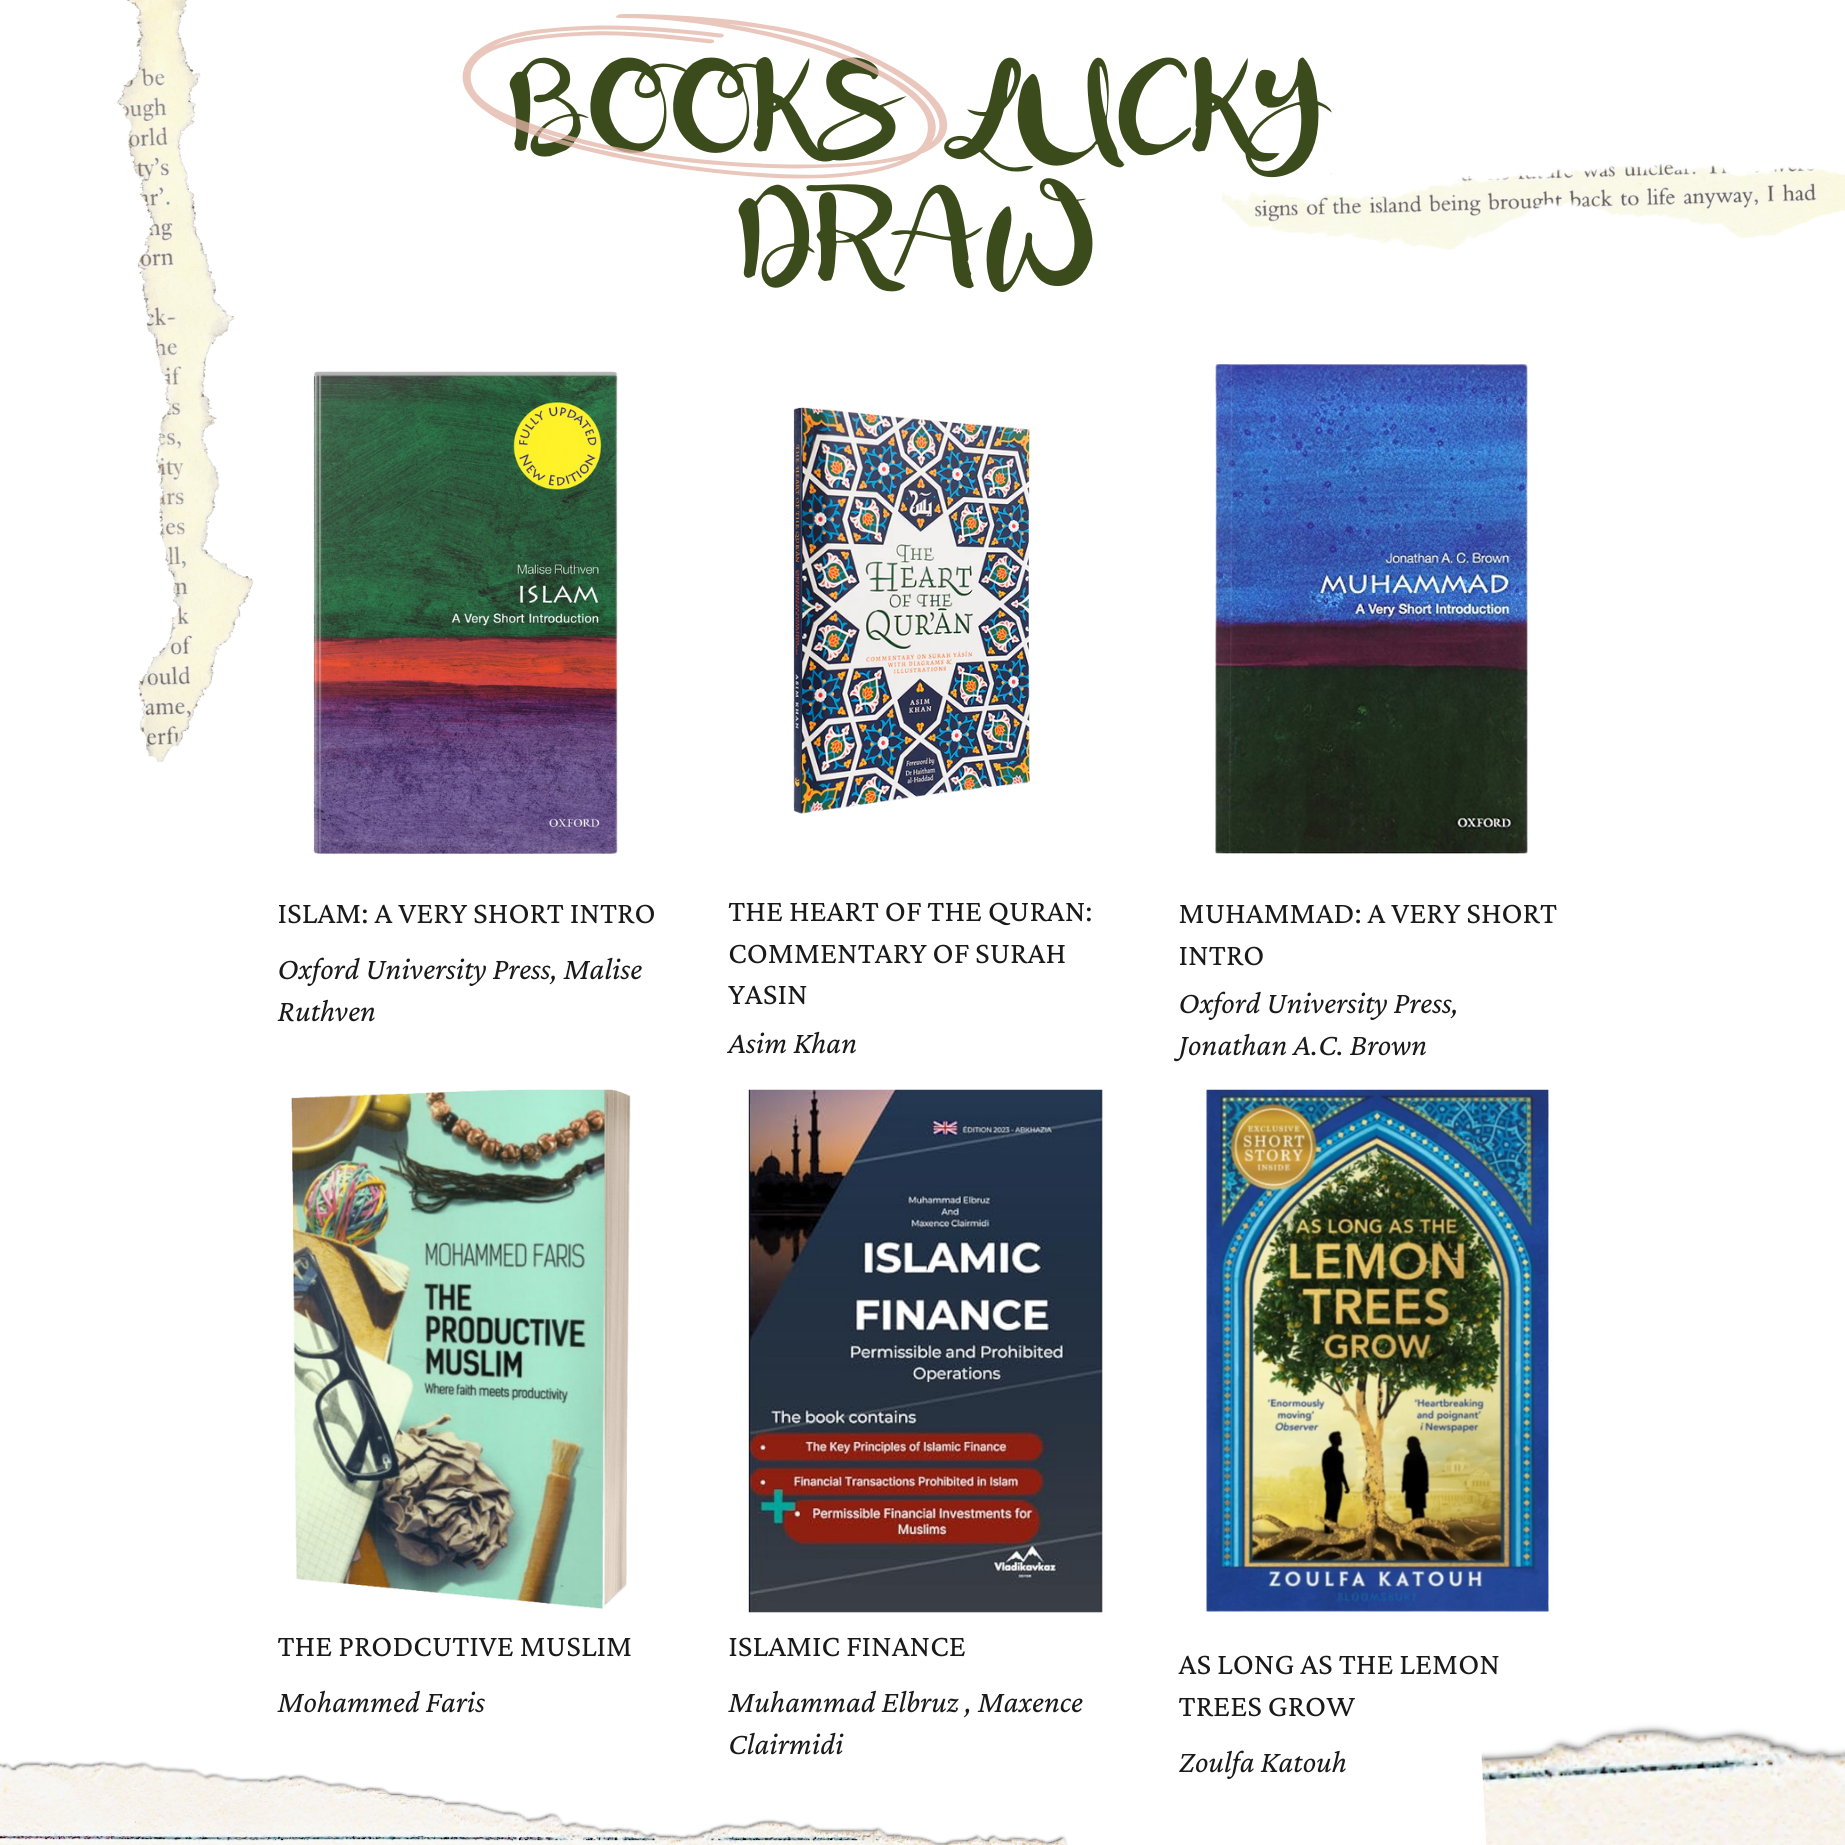 BOOKS LUCKY
DRAW
be
ough
orld
ty's
ar'.
ng
orn
ck-
he
if
es,
ity
ll,
k
of
ould
ame,
was unclear.
signs of the island being brought back to life anyway, I had
FULLY UPDATED
NEW EDITION
Malise Ruthven
ISLAM
A Very Short Introduction
OXFORD
يس
THE
HEART
OF THE
QUR'ĀN
COMMENTARY ON SURAH YĀSĪN
WITH DIAGRAMS &
ILLUSTRATIONS
ASIM
KHAN
Foreword by
Dr Haitham
al-Haddad
ASIM KHAN
Jonathan A. C. Brown
MUHAMMAD
A Very Short Introduction
OXFORD
ISLAM: A VERY SHORT INTRO
Oxford University Press, Malise
Ruthven
THE HEART OF THE QURAN:
COMMENTARY OF SURAH
YASIN
Asim Khan
MUHAMMAD: A VERY SHORT
INTRO
Oxford University Press,
Jonathan A.C. Brown
MOHAMMED FARIS
THE
PRODUCTIVE
MUSLIM
Where faith meets productivity
EDITION 2023 - ABKHAZIA
Muhammad Elbruz
And
Maxence Clairmidi
ISLAMIC
FINANCE
Permissible and Prohibited
Operations
The book contains
• The Key Principles of Islamic Finance
• Financial Transactions Prohibited in Islam
• Permissible Financial Investments for
Muslims
Vladikavkaz
EXCLUSIVE
SHORT
STORY
INSIDE
AS LONG AS THE
LEMON
TREES
GROW
'Enormously
moving'
Observer
'Heartbreaking
and poignant'
i Newspaper
ZOULFA KATOUH
BLOOMSBURY
THE PRODCUTIVE MUSLIM
Mohammed Faris
ISLAMIC FINANCE
Muhammad Elbruz , Maxence
Clairmidi
AS LONG AS THE LEMON
TREES GROW
Zoulfa Katouh